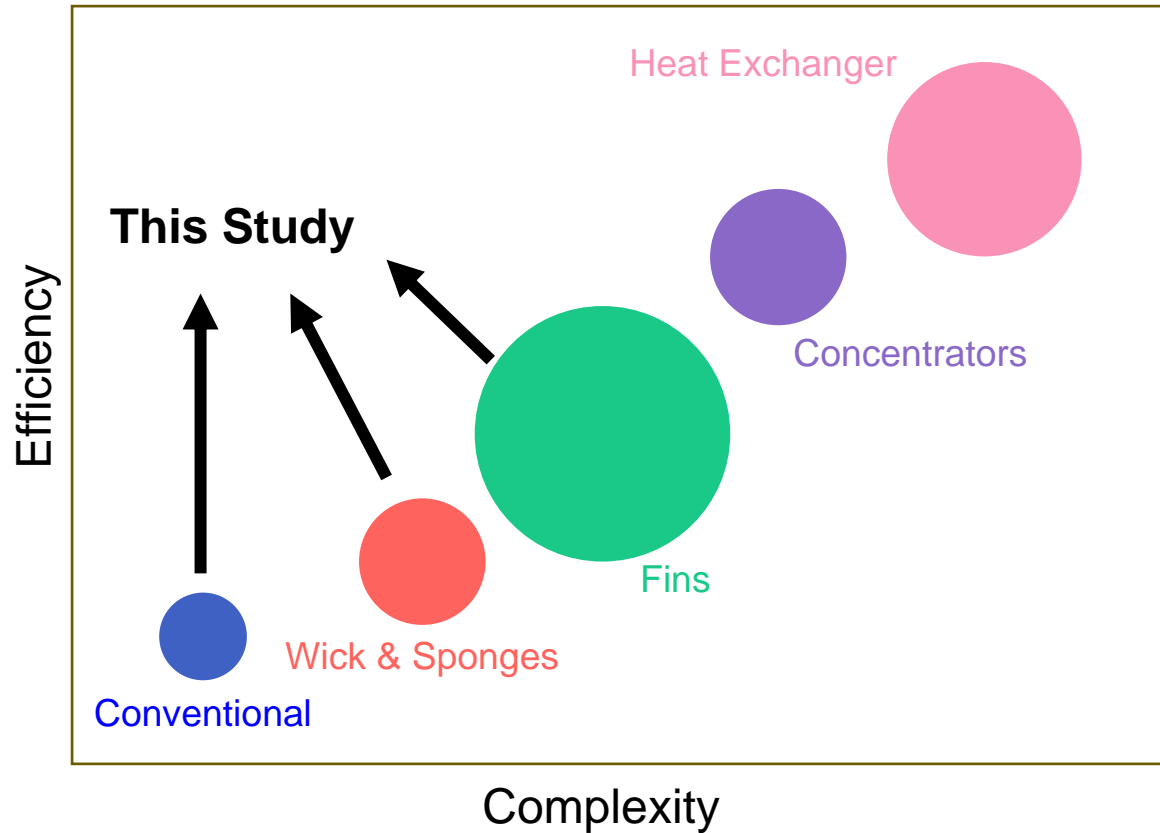 Heat Exchanger
This Study
Concentrators
Efficiency
Fins
Wick & Sponges
Conventional
Complexity